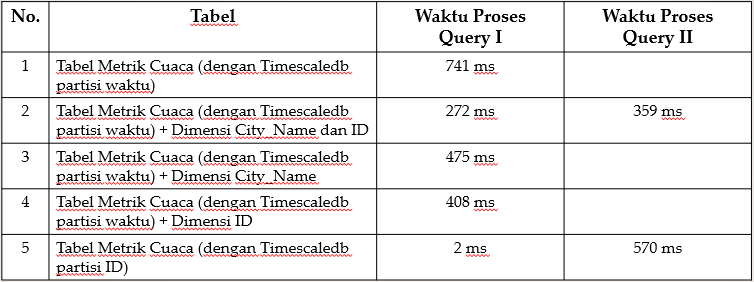 No. Tabel Waktu Proses Query I Waktu Proses Query II
1 Tabel Metrik Cuaca (dengan Timescaledb 741 ms
partisi waktu)
2 Tabel Metrik Cuaca (dengan Timescaledb 272 ms 359 ms
partisi waktu) + Dimensi City_Name dan ID
3 Tabel Metrik Cuaca (dengan Timescaledb 475 ms
partisi waktu) + Dimensi City_Name
4 Tabel Metrik Cuaca (dengan Timescaledb 408 ms
partisi waktu) + Dimensi ID
5 Tabel Metrik Cuaca (dengan Timescaledb 2 ms 570 ms
partisi ID)